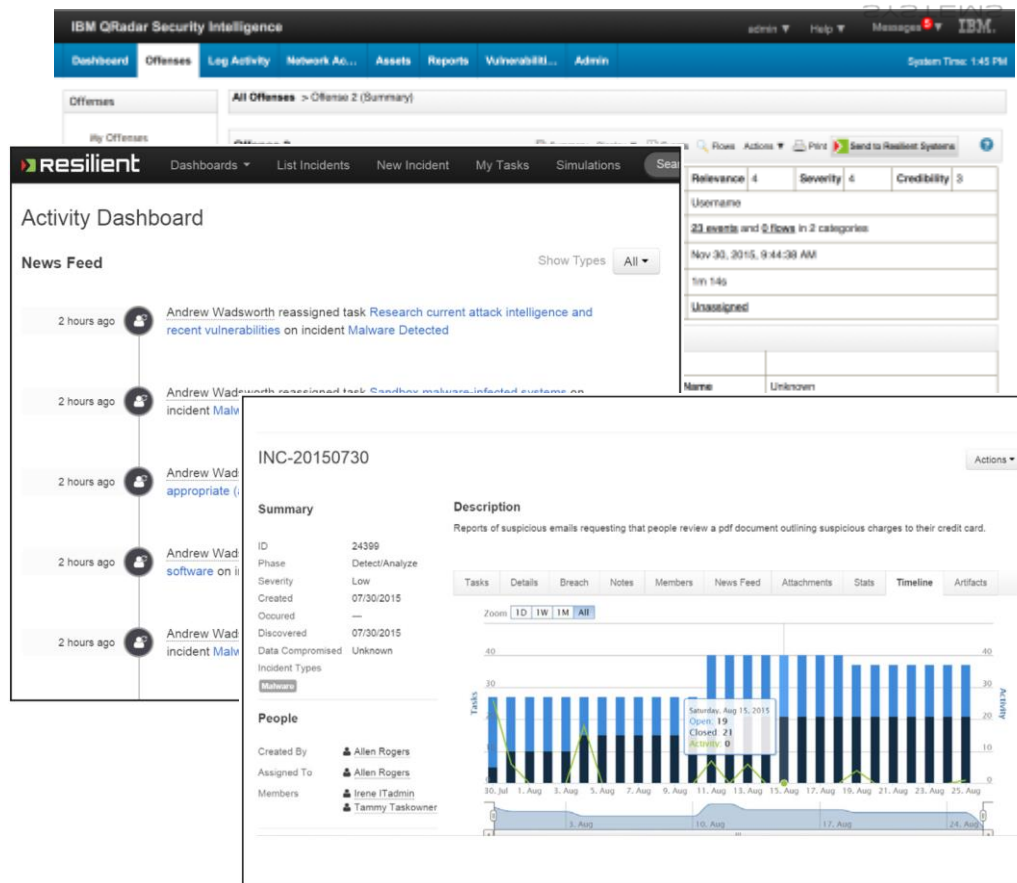 SYSTEMS
IBM QRadar Security Intelligence
admin ▼ Help ▼ Messages 5 ▼ IBM.
Dashboard Offenses Log Activity Network Ac... Assets Reports Vulnerabiliti... Admin System Time: 1:45 PM
Offenses All Offenses > Offense 2 (Summary)
My Offenses Offense 2 Summary Display ▼ Flows Actions ▼ Print Send to Resilient Systems
Relevance 4 Severity 4 Credibility 3
Username
23 events and 0 flows in 2 categories
Nov 30, 2015, 9:44:38 AM
1m 14s
Unassigned
Name Unknown
Resilient Dashboards List Incidents New Incident My Tasks Simulations Sea
Activity Dashboard
News Feed Show Types All
2 hours ago Andrew Wadsworth reassigned task Research current attack intelligence and
recent vulnerabilities on incident Malware Detected
2 hours ago Andrew Wadsworth reassigned task Sandbox malware-infected systems on
incident Malw
2 hours ago Andrew Wad
appropriate (
2 hours ago Andrew Wad
software on i
2 hours ago Andrew Wad
incident Malw
INC-20150730
Actions
Summary
ID 24399
Phase Detect/Analyze
Severity Low
Created 07/30/2015
Occured —
Discovered 07/30/2015
Data Compromised Unknown
Incident Types
Malware
People
Created By Allen Rogers
Assigned To Allen Rogers
Members Irene ITadmin
Tammy Taskowner
Description
Reports of suspicious emails requesting that people review a pdf document outlining suspicious charges to their credit card.
Tasks Details Breach Notes Members News Feed Attachments Stats Timeline Artifacts
Zoom 1D 1W 1M All
40 40
30 30
20 20
10 10
0 0
Tasks
Activity
Saturday, Aug 15, 2015
Open: 19
Closed: 21
Activity: 0
30. Jul 1. Aug 3. Aug 5. Aug 7. Aug 9. Aug 11. Aug 13. Aug 15. Aug 17. Aug 19. Aug 21. Aug 23. Aug 25. Aug
3. Aug 10. Aug 17. Aug 24. Aug